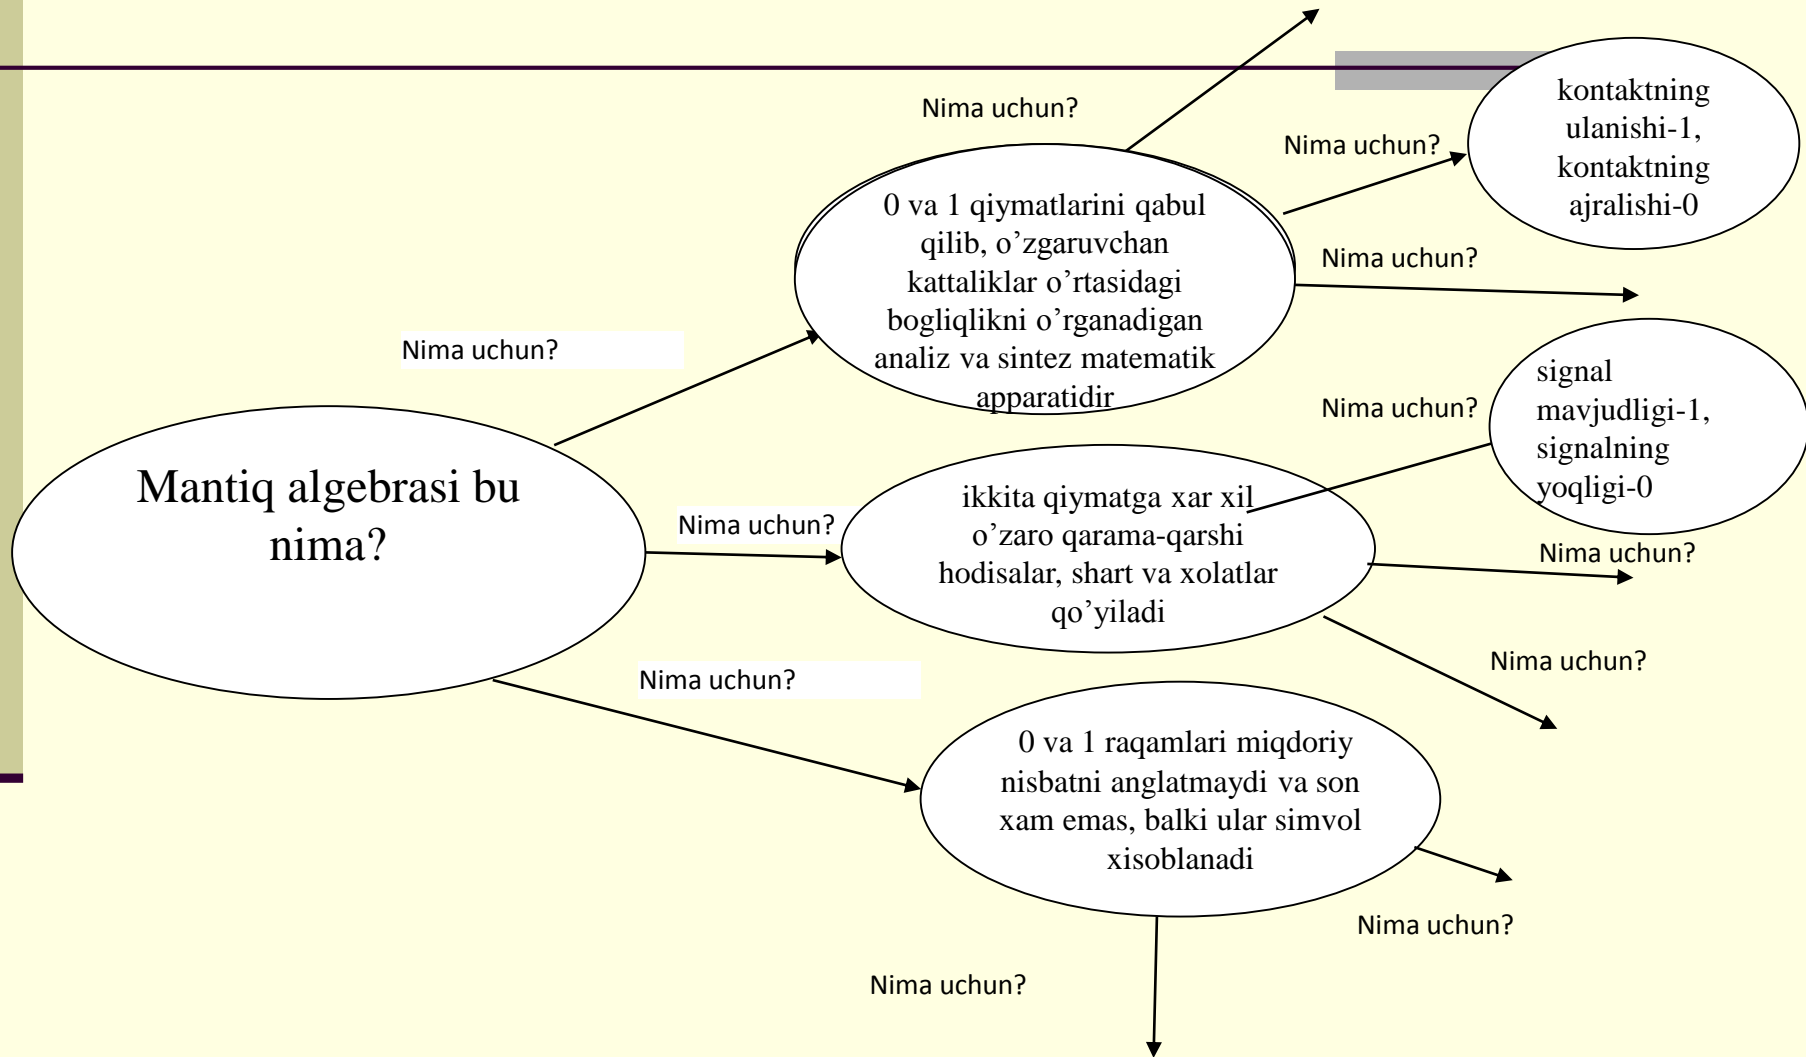 Nima uchun?
kontaktning
ulanishi-1,
kontaktning
ajralishi-0
Nima uchun?
0 va 1 qiymatlarini qabul
qilib, o’zgaruvchan
kattaliklar o’rtasidagi
bogliqlikni o’rganadigan
analiz va sintez matematik
apparatidir
Nima uchun?
Nima uchun?
signal
mavjudligi-1,
signalning
yoqligi-0
Nima uchun?
Mantiq algebrasi bu
nima?
Nima uchun?
ikkita qiymatga xar xil
o’zaro qarama-qarshi
hodisalar, shart va xolatlar
qo’yiladi
Nima uchun?
Nima uchun?
Nima uchun?
0 va 1 raqamlari miqdoriy
nisbatni anglatmaydi va son
xam emas, balki ular simvol
xisoblanadi
Nima uchun?
Nima uchun?